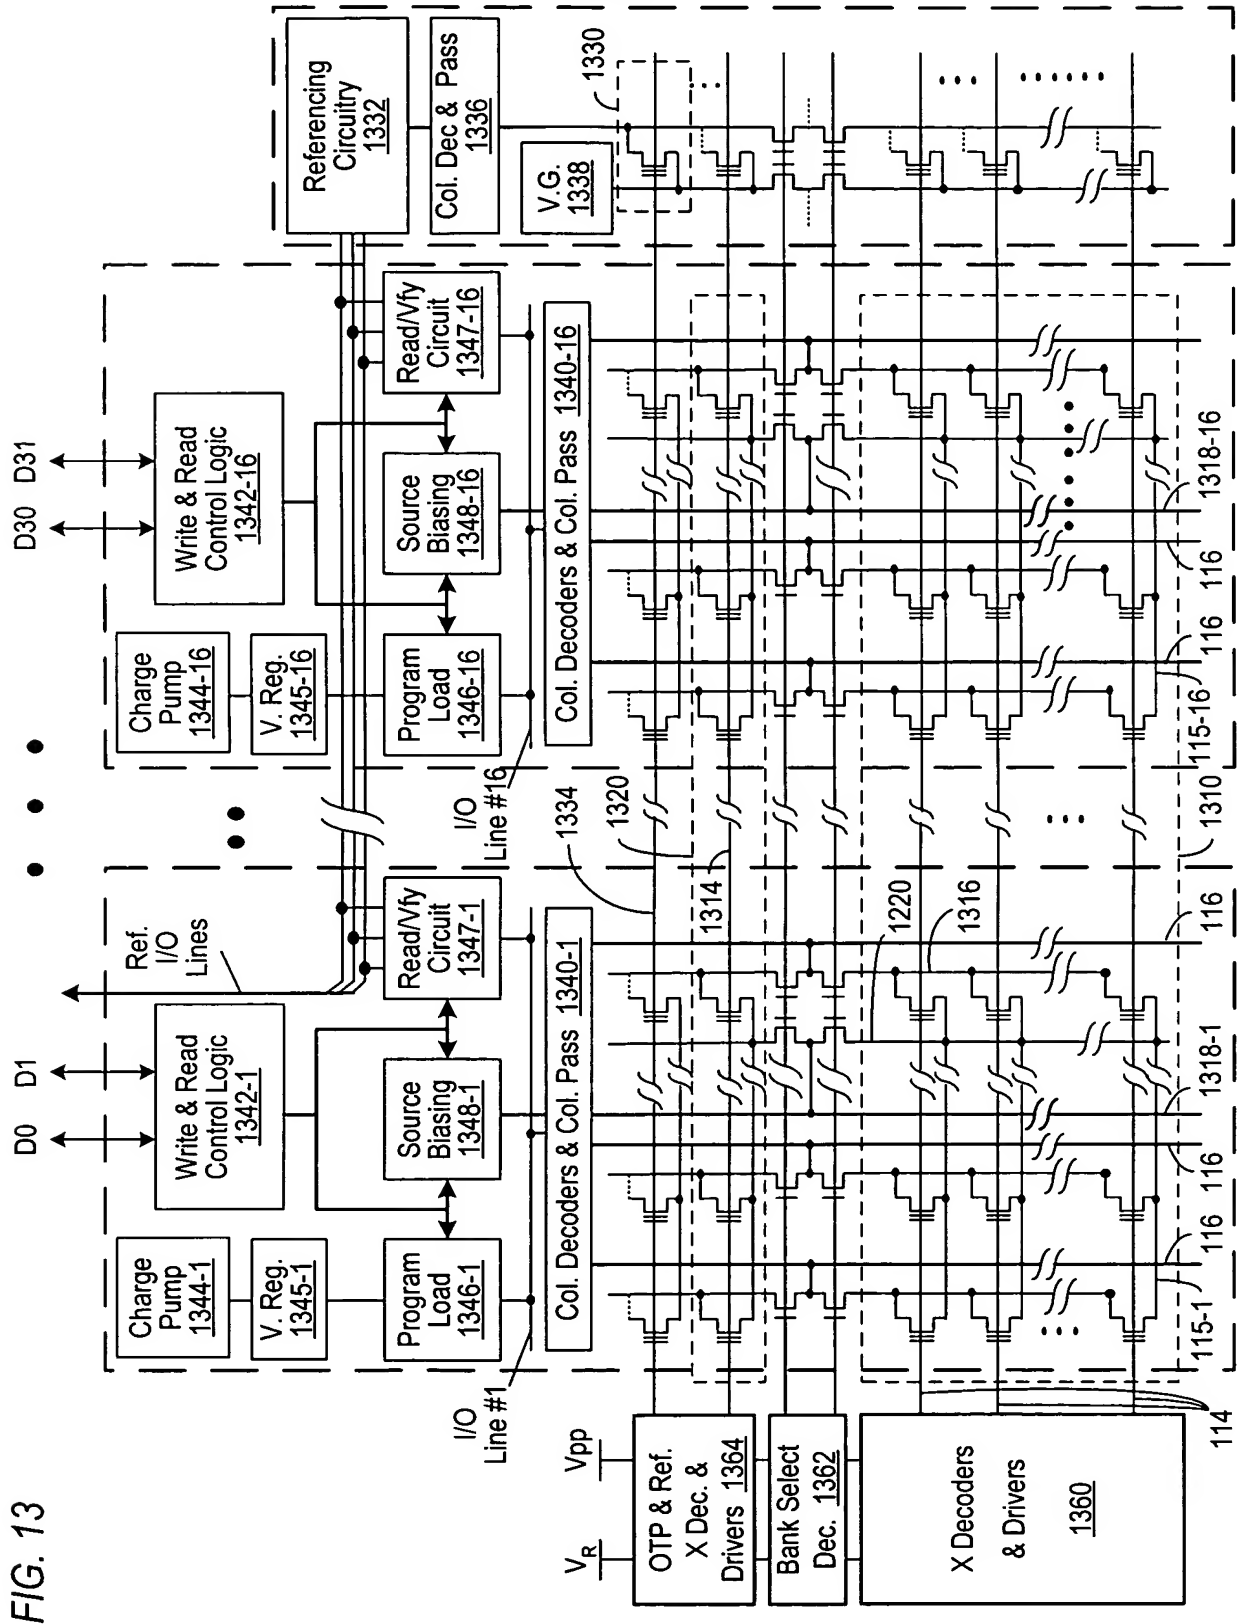 FIG. 13
D0
D1
D30
D31
Ref.
I/O
Lines
Charge
Pump
1344-1
V. Reg.
1345-1
Program
Load
1346-1
Write & Read
Control Logic
1342-1
Source
Biasing
1348-1
Read/Vfy
Circuit
1347-1
I/O
Line #1
Col. Decoders & Col. Pass 1340-1
Charge
Pump
1344-16
V. Reg.
1345-16
Program
Load
1346-16
Write & Read
Control Logic
1342-16
Source
Biasing
1348-16
Read/Vfy
Circuit
1347-16
I/O
Line #16
Col. Decoders & Col. Pass 1340-16
Referencing
Circuitry
1332
Col. Dec & Pass
1336
V.G.
1338
1330
VR
Vpp
OTP & Ref.
X Dec. &
Drivers 1364
Bank Select
Dec. 1362
X Decoders
& Drivers
1360
1334
1320
1314
1220
1316
114
115-1
116
116
1318-1
116
1310
115-16
116
116
1318-16